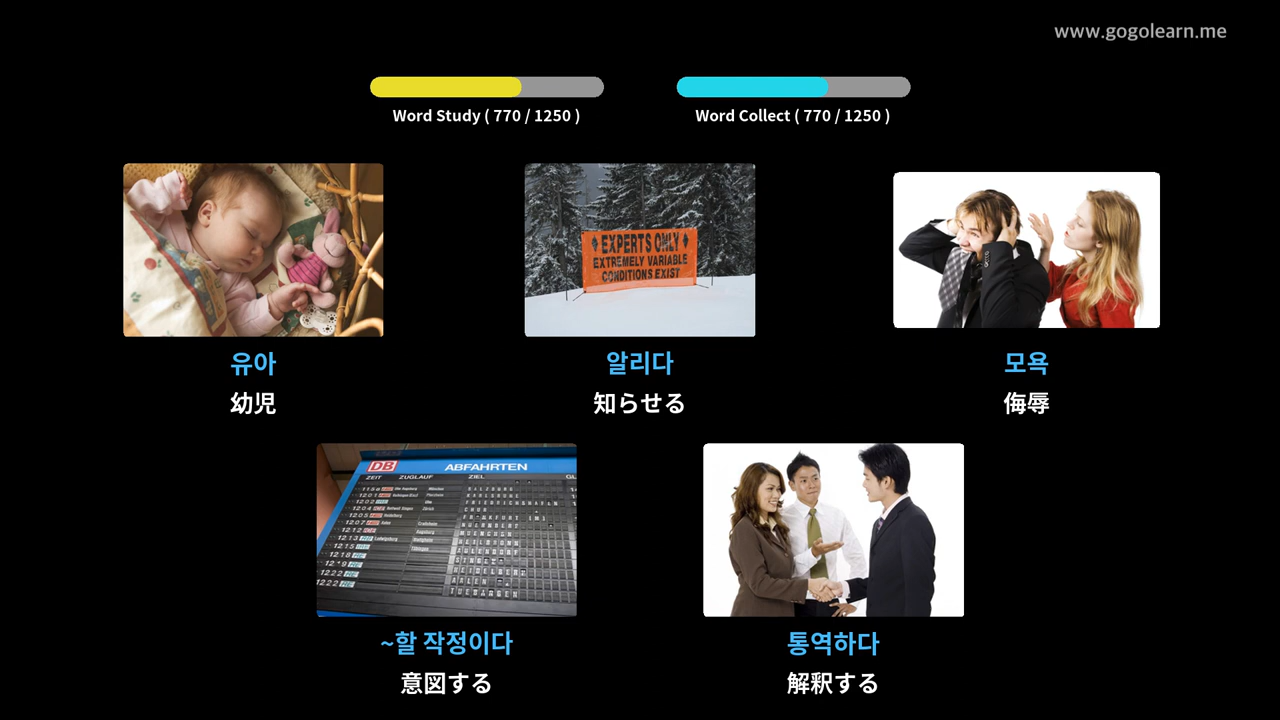 www.gogolearn.me
Word Study ( 770 / 1250 )
Word Collect ( 770 / 1250 )
EXPERTS ONLY
EXTREMELY VARIABLE
CONDITIONS EXIST
유아
알리다
모욕
幼児
知らせる
侮辱
DB
ABFAHRTEN
ZEIT ZUGLAUF ZIEL
~할 작정이다
통역하다
意図する
解釈する